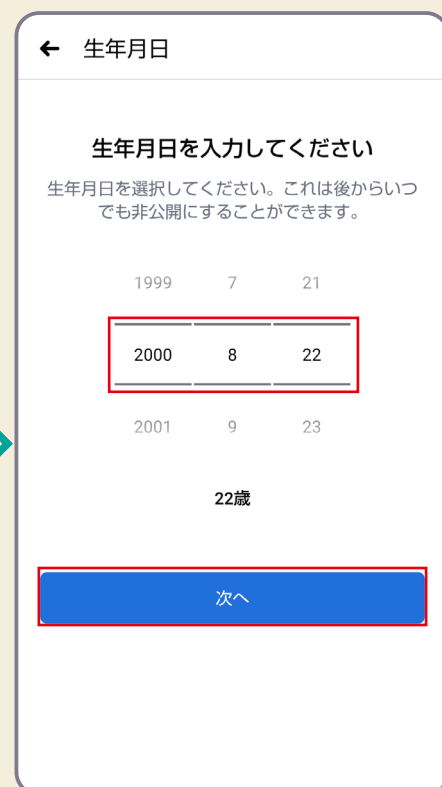 ← 生年月日
生年月日を入力してください
生年月日を選択してください。これは後からいつ
でも非公開にすることができます。
1999 7 21
2000 8 22
2001 9 23
22歳
次へ